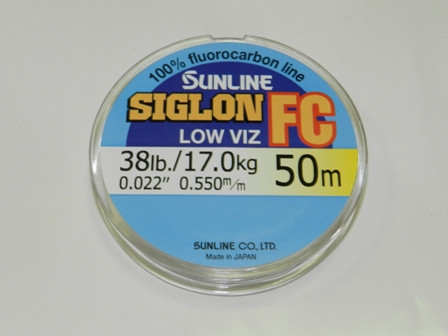 100% fluorocarbon line
SUNLINE
SIGLON FC
LOW VIZ
38lb./17.0kg 50m
0.022" 0.550m/m
SUNLINE CO.,LTD.
Made in JAPAN